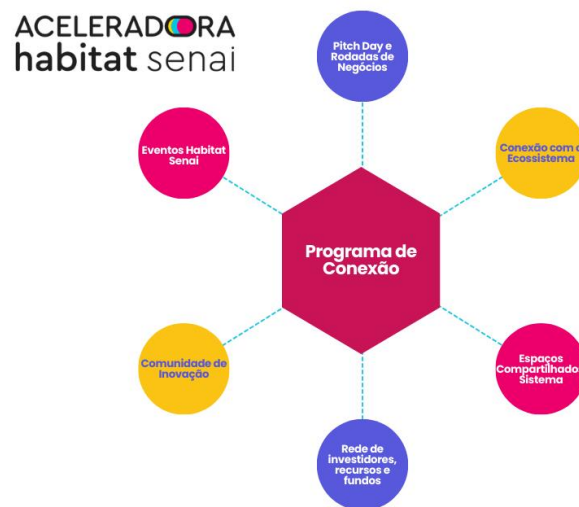 ACELERADORA
habitat senai
Pitch Day e
Rodadas de
Negócios
Eventos Habitat
Senai
Conexão com o
Ecossistema
Programa de
Conexão
Comunidade de
Inovação
Espaços
Compartilhado
Sistema
Rede de
investidores,
recursos e
fundos